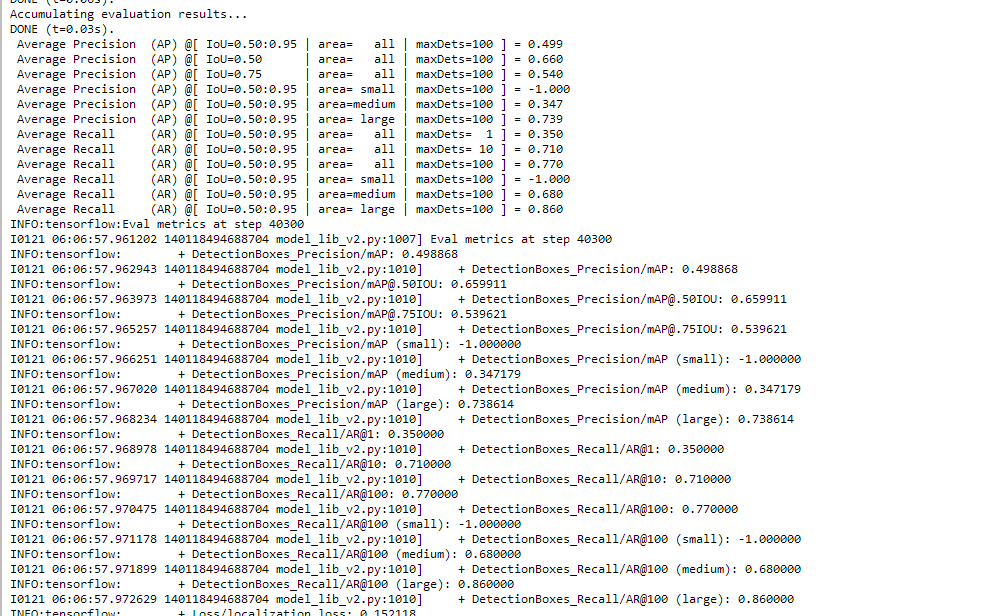 DONE (t=0.06s).
Accumulating evaluation results...
DONE (t=0.03s).
Average Precision  (AP) @[ IoU=0.50:0.95 | area=   all | maxDets=100 ] = 0.499
Average Precision  (AP) @[ IoU=0.50      | area=   all | maxDets=100 ] = 0.660
Average Precision  (AP) @[ IoU=0.75      | area=   all | maxDets=100 ] = 0.540
Average Precision  (AP) @[ IoU=0.50:0.95 | area= small | maxDets=100 ] = -1.000
Average Precision  (AP) @[ IoU=0.50:0.95 | area=medium | maxDets=100 ] = 0.347
Average Precision  (AP) @[ IoU=0.50:0.95 | area= large | maxDets=100 ] = 0.739
Average Recall     (AR) @[ IoU=0.50:0.95 | area=   all | maxDets=  1 ] = 0.350
Average Recall     (AR) @[ IoU=0.50:0.95 | area=   all | maxDets= 10 ] = 0.710
Average Recall     (AR) @[ IoU=0.50:0.95 | area=   all | maxDets=100 ] = 0.770
Average Recall     (AR) @[ IoU=0.50:0.95 | area= small | maxDets=100 ] = -1.000
Average Recall     (AR) @[ IoU=0.50:0.95 | area=medium | maxDets=100 ] = 0.680
Average Recall     (AR) @[ IoU=0.50:0.95 | area= large | maxDets=100 ] = 0.860
INFO:tensorflow:Eval metrics at step 40300
I0121 06:06:57.961202 140118494688704 model_lib_v2.py:1007] Eval metrics at step 40300
INFO:tensorflow:        + DetectionBoxes_Precision/mAP: 0.498868
I0121 06:06:57.962943 140118494688704 model_lib_v2.py:1010]     + DetectionBoxes_Precision/mAP: 0.498868
INFO:tensorflow:        + DetectionBoxes_Precision/mAP@.50IOU: 0.659911
I0121 06:06:57.963973 140118494688704 model_lib_v2.py:1010]     + DetectionBoxes_Precision/mAP@.50IOU: 0.659911
INFO:tensorflow:        + DetectionBoxes_Precision/mAP@.75IOU: 0.539621
I0121 06:06:57.965257 140118494688704 model_lib_v2.py:1010]     + DetectionBoxes_Precision/mAP@.75IOU: 0.539621
INFO:tensorflow:        + DetectionBoxes_Precision/mAP (small): -1.000000
I0121 06:06:57.966251 140118494688704 model_lib_v2.py:1010]     + DetectionBoxes_Precision/mAP (small): -1.000000
INFO:tensorflow:        + DetectionBoxes_Precision/mAP (medium): 0.347179
I0121 06:06:57.967020 140118494688704 model_lib_v2.py:1010]     + DetectionBoxes_Precision/mAP (medium): 0.347179
INFO:tensorflow:        + DetectionBoxes_Precision/mAP (large): 0.738614
I0121 06:06:57.968234 140118494688704 model_lib_v2.py:1010]     + DetectionBoxes_Precision/mAP (large): 0.738614
INFO:tensorflow:        + DetectionBoxes_Recall/AR@1: 0.350000
I0121 06:06:57.968978 140118494688704 model_lib_v2.py:1010]     + DetectionBoxes_Recall/AR@1: 0.350000
INFO:tensorflow:        + DetectionBoxes_Recall/AR@10: 0.710000
I0121 06:06:57.969717 140118494688704 model_lib_v2.py:1010]     + DetectionBoxes_Recall/AR@10: 0.710000
INFO:tensorflow:        + DetectionBoxes_Recall/AR@100: 0.770000
I0121 06:06:57.970475 140118494688704 model_lib_v2.py:1010]     + DetectionBoxes_Recall/AR@100: 0.770000
INFO:tensorflow:        + DetectionBoxes_Recall/AR@100 (small): -1.000000
I0121 06:06:57.971178 140118494688704 model_lib_v2.py:1010]     + DetectionBoxes_Recall/AR@100 (small): -1.000000
INFO:tensorflow:        + DetectionBoxes_Recall/AR@100 (medium): 0.680000
I0121 06:06:57.971899 140118494688704 model_lib_v2.py:1010]     + DetectionBoxes_Recall/AR@100 (medium): 0.680000
INFO:tensorflow:        + DetectionBoxes_Recall/AR@100 (large): 0.860000
I0121 06:06:57.972629 140118494688704 model_lib_v2.py:1010]     + DetectionBoxes_Recall/AR@100 (large): 0.860000
INFO:tensorflow:        + Loss/localization_loss: 0.152118